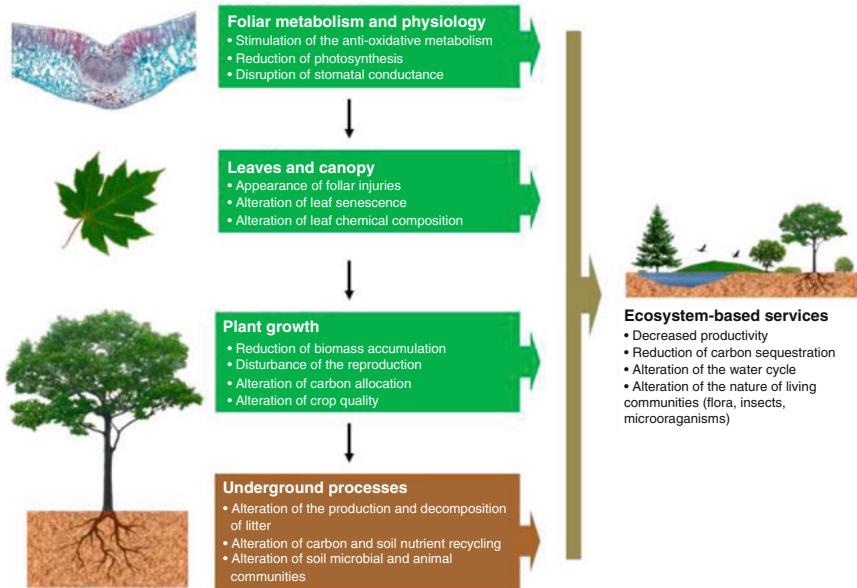 Foliar metabolism and physiology
• Stimulation of the anti-oxidative metabolism
• Reduction of photosynthesis
• Disruption of stomatal conductance
Leaves and canopy
• Appearance of follar injuries
• Alteration of leaf senescence
• Alteration of leaf chemical composition
Plant growth
• Reduction of biomass accumulation
• Disturbance of the reproduction
• Alteration of carbon allocation
• Alteration of crop quality
Underground processes
• Alteration of the production and decomposition
of litter
• Alteration of carbon and soil nutrient recycling
• Alteration of soil microbial and animal
communities
Ecosystem-based services
• Decreased productivity
• Reduction of carbon sequestration
• Alteration of the water cycle
• Alteration of the nature of living
communities (flora, insects,
microoraganisms)